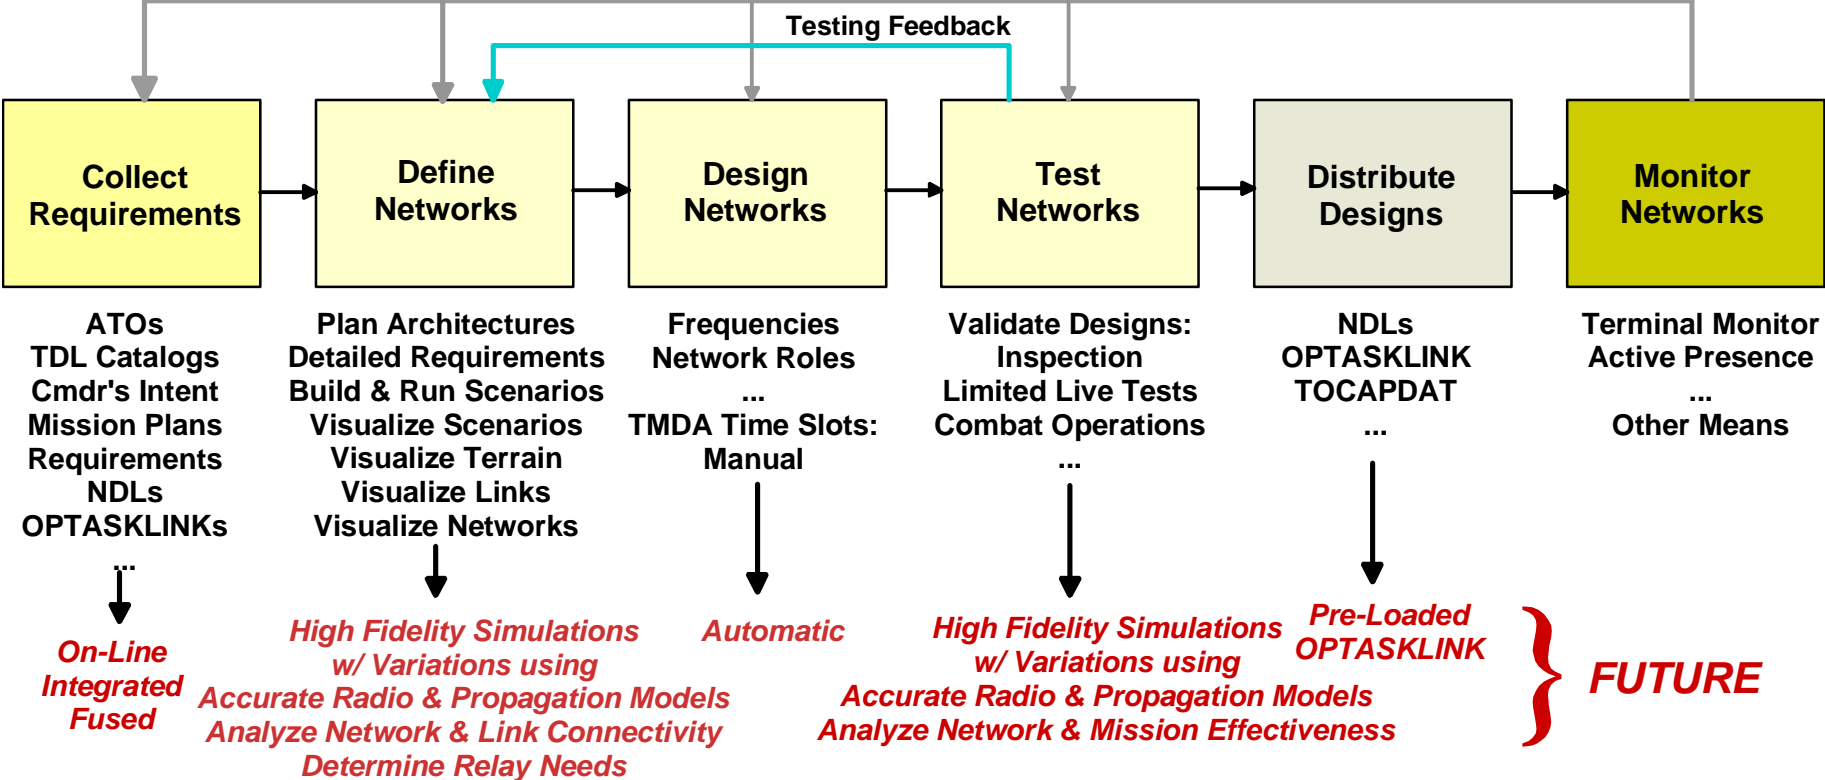 Testing Feedback
Collect
Requirements
Define
Networks
Design
Networks
Test
Networks
Distribute
Designs
Monitor
Networks
ATOs
TDL Catalogs
Cmdr's Intent
Mission Plans
Requirements
NDLs
OPTASKLINKs
...
Plan Architectures
Detailed Requirements
Build & Run Scenarios
Visualize Scenarios
Visualize Terrain
Visualize Links
Visualize Networks
Frequencies
Network Roles
...
TMDA Time Slots:
Manual
Validate Designs:
Inspection
Limited Live Tests
Combat Operations
...
NDLs
OPTASKLINK
TOCAPDAT
...
Terminal Monitor
Active Presence
...
Other Means
On-Line
Integrated
Fused
High Fidelity Simulations
w/ Variations using
Accurate Radio & Propagation Models
Analyze Network & Link Connectivity
Determine Relay Needs
Automatic
High Fidelity Simulations
w/ Variations using
Accurate Radio & Propagation Models
Analyze Network & Mission Effectiveness
Pre-Loaded
OPTASKLINK
FUTURE